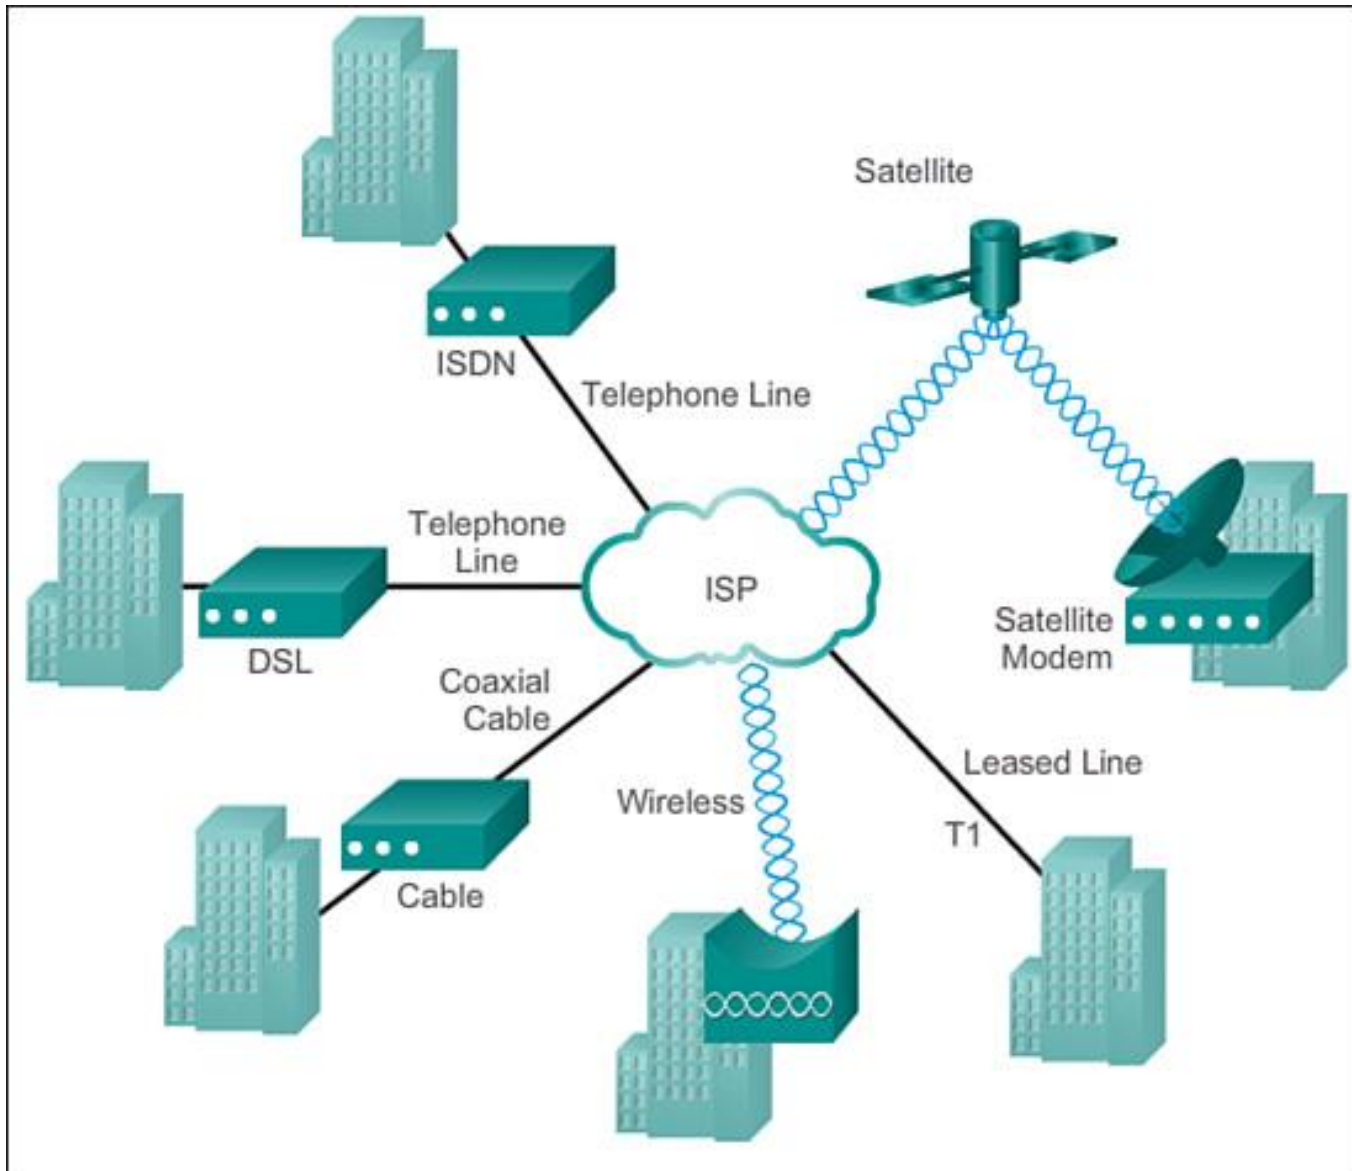 Satellite
ISDN
Telephone Line
Telephone
Line
ISP
DSL
Satellite
Modem
Coaxial
Cable
Leased Line
Wireless
T1
Cable